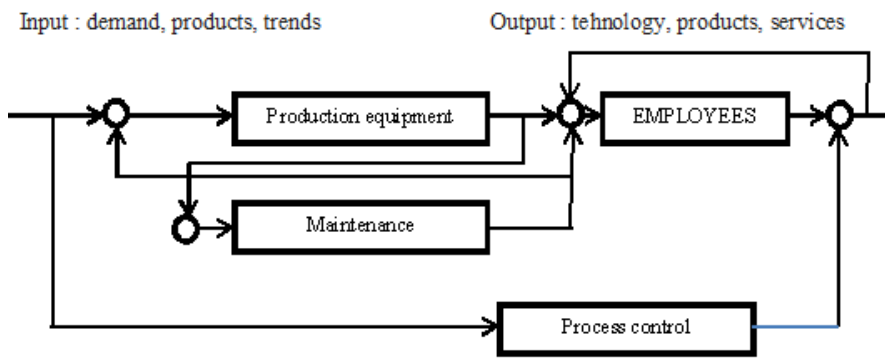 Input : demand, products, trends
Output : tehnology, products, services
Production equipment
EMPLOYEES
Maintenance
Process control